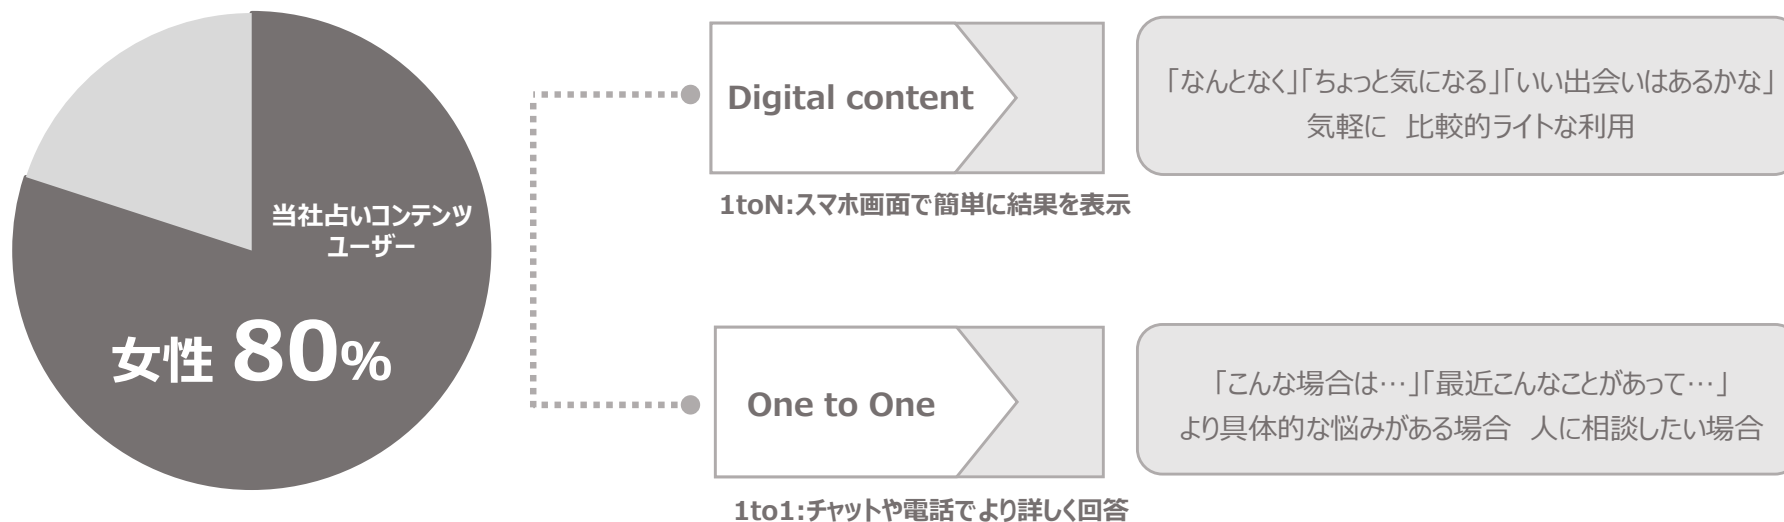 当社占いコンテンツ
ユーザー
女性 80%
Digital content
1toN:スマホ画面で簡単に結果を表示
「なんとなく」「ちょっと気になる」「いい出会いはあるかな」
気軽に　比較的ライトな利用
One to One
1to1:チャットや電話でより詳しく回答
「こんな場合は…」「最近こんなことがあって…」
より具体的な悩みがある場合　人に相談したい場合